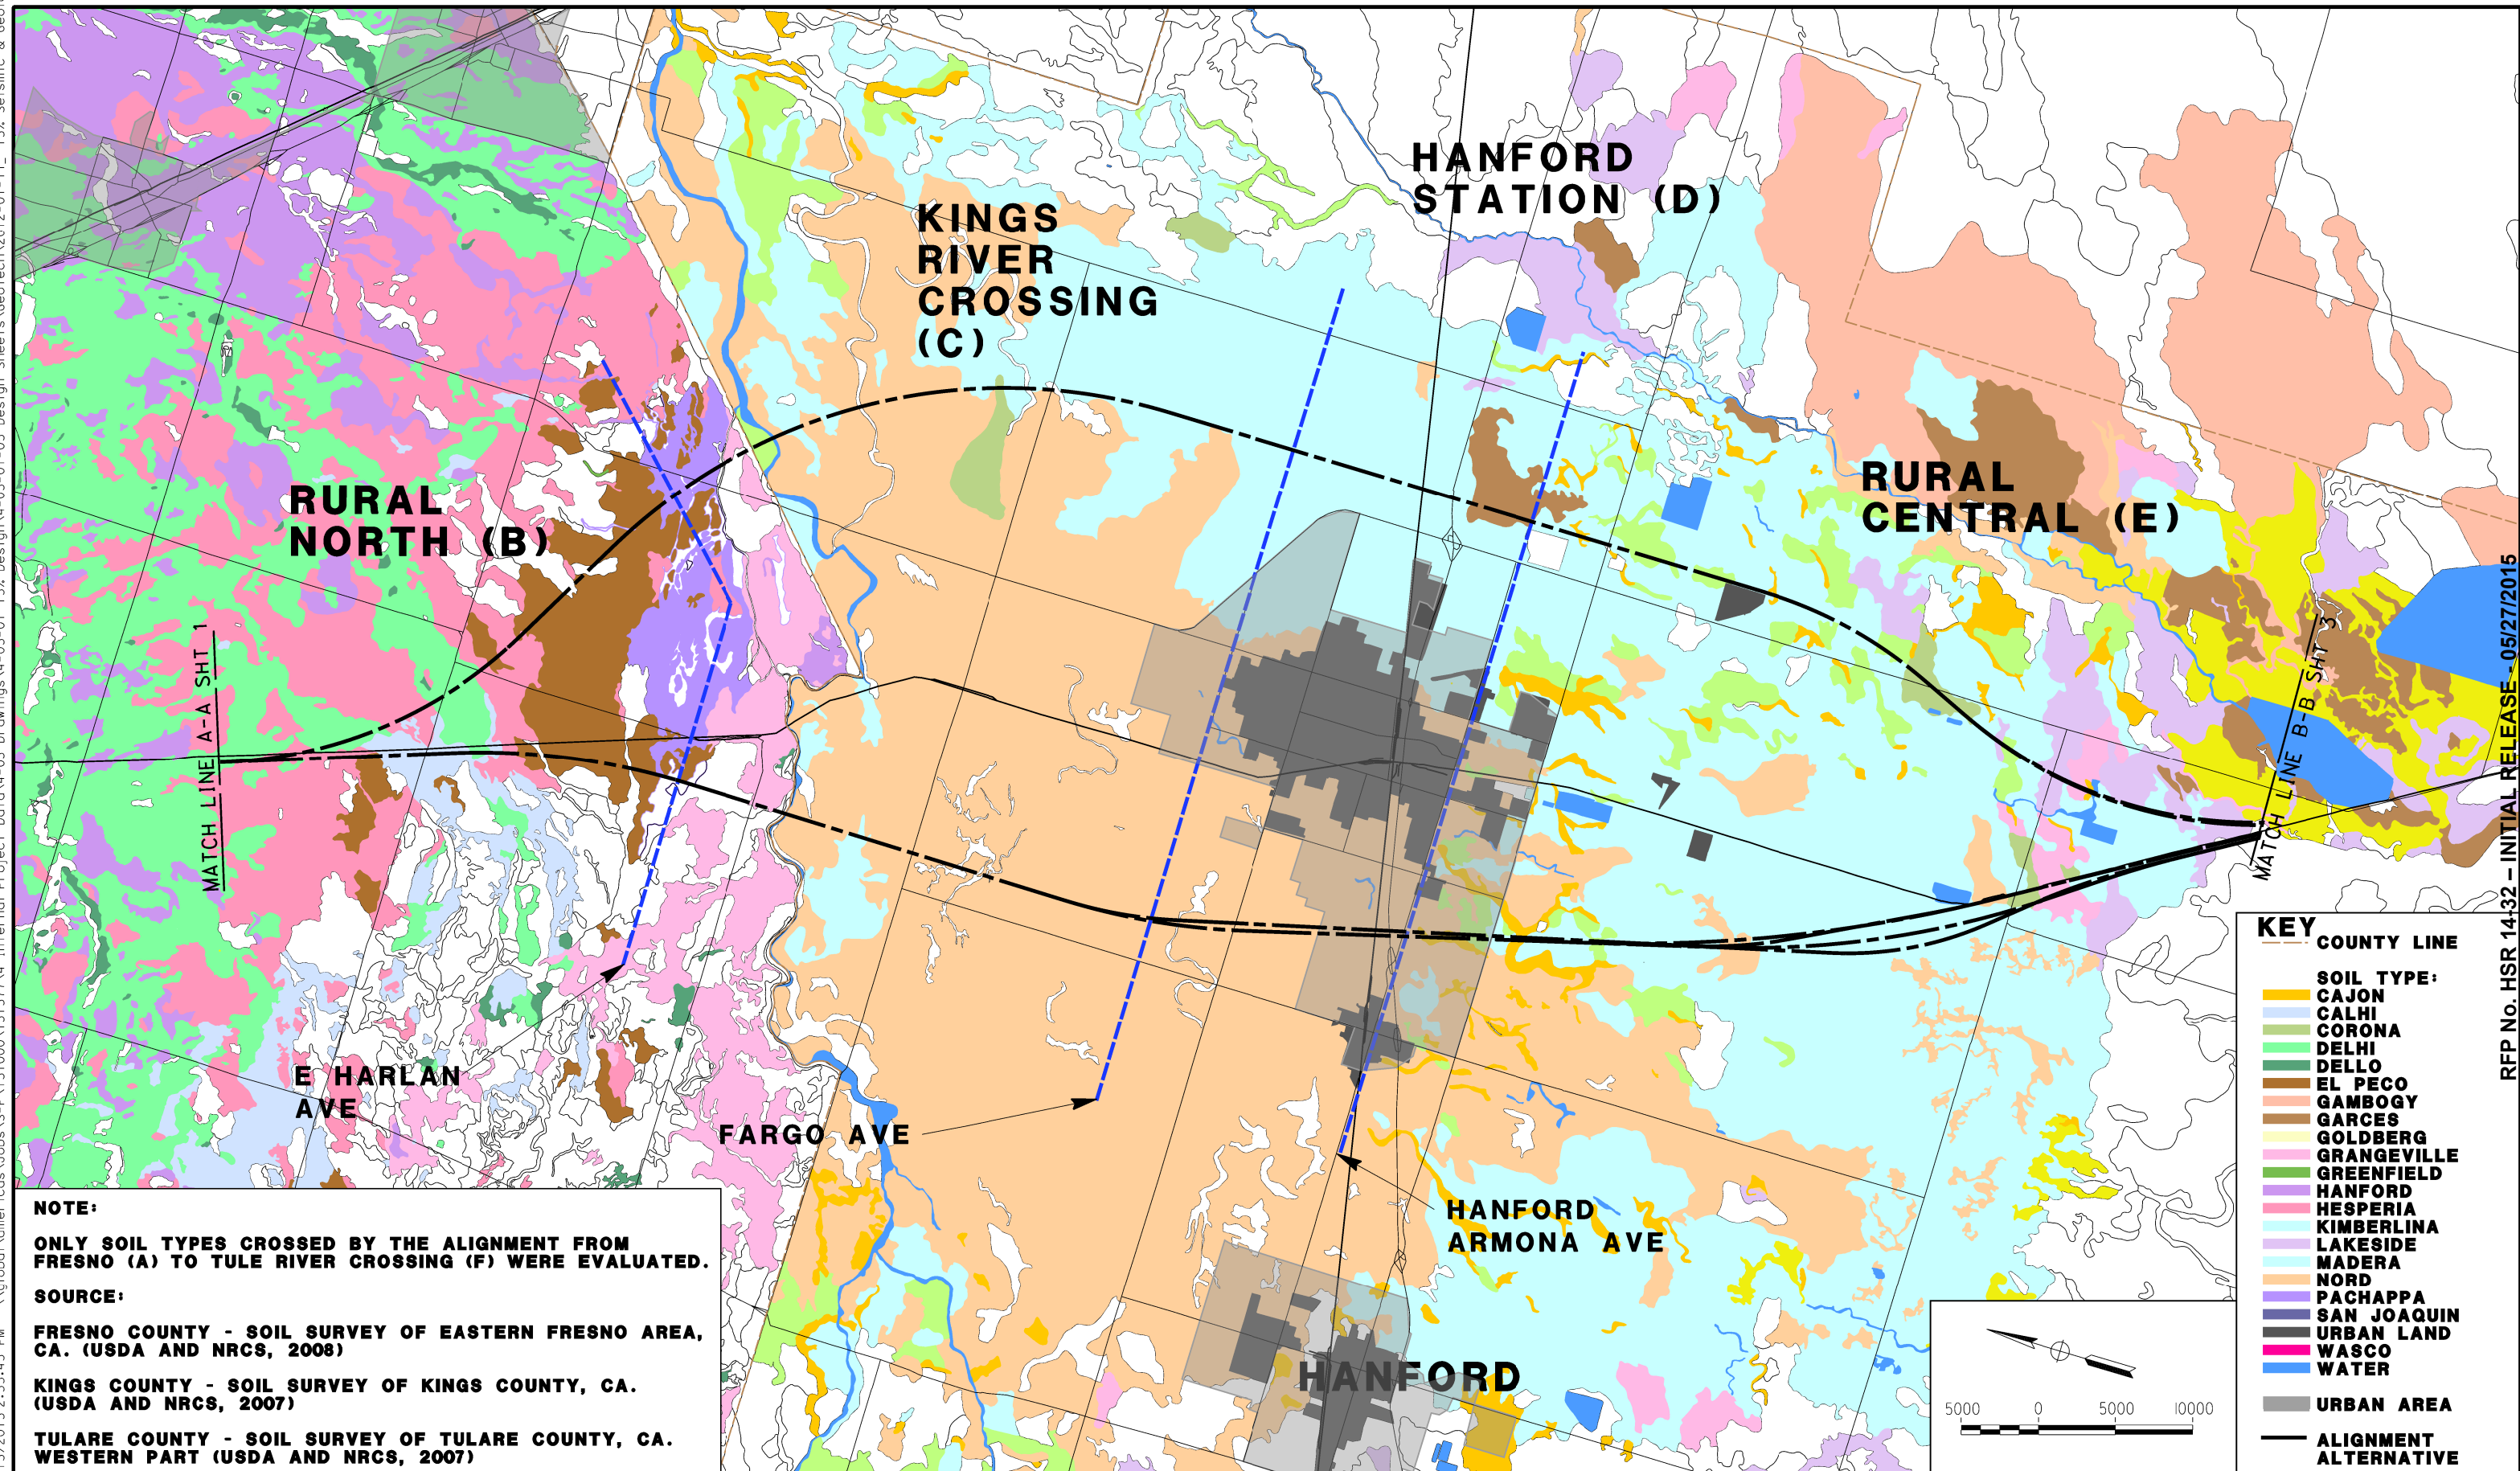 HANFORD
STATION (D)
KINGS
RIVER
CROSSING
(C)
RURAL
NORTH (B)
RURAL
CENTRAL (E)
MATCH LINE A-A SHT 1
MATCH LINE B-B SHT 3
E HARLAN
AVE
FARGO AVE
HANFORD
ARMONA AVE
HANFORD
NOTE:
ONLY SOIL TYPES CROSSED BY THE ALIGNMENT FROM
FRESNO (A) TO TULE RIVER CROSSING (F) WERE EVALUATED.
SOURCE:
FRESNO COUNTY - SOIL SURVEY OF EASTERN FRESNO AREA,
CA. (USDA AND NRCS, 2008)
KINGS COUNTY - SOIL SURVEY OF KINGS COUNTY, CA.
(USDA AND NRCS, 2007)
TULARE COUNTY - SOIL SURVEY OF TULARE COUNTY, CA.
WESTERN PART (USDA AND NRCS, 2007)
5000 0 5000 10000
KEY
COUNTY LINE
SOIL TYPE:
CAJON
CALHI
CORONA
DELHI
DELLO
EL PECO
GAMBOGY
GARCES
GOLDBERG
GRANGEVILLE
GREENFIELD
HANFORD
HESPERIA
KIMBERLINA
LAKESIDE
MADERA
NORD
PACHAPPA
SAN JOAQUIN
URBAN LAND
WASCO
WATER
URBAN AREA
ALIGNMENT
ALTERNATIVE
RFP No. HSR 14-32 – INITIAL RELEASE - 05/27/2015